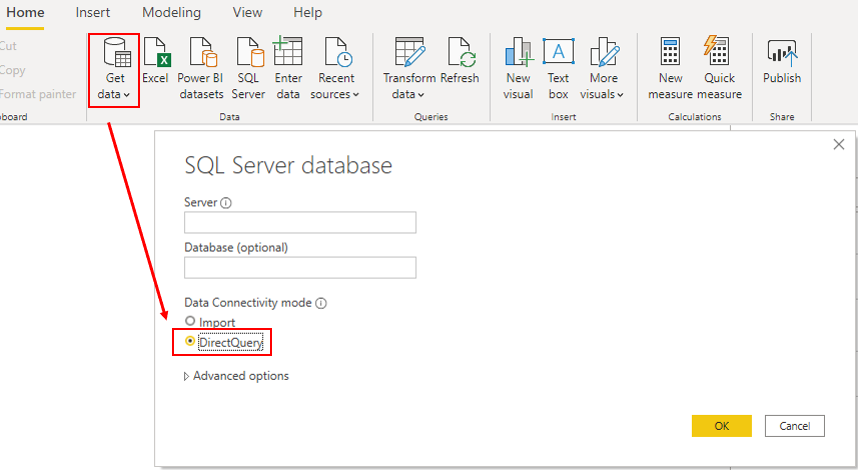 Home Insert Modeling View Help
Cut
Copy
Format painter
board
Get data
Excel
Power BI datasets
SQL Server
Enter data
Recent sources
Data
Transform data
Refresh
Queries
New visual
A
Text box
More visuals
Insert
New measure
Quick measure
Calculations
Publish
Share
SQL Server database
Server
Database (optional)
Data Connectivity mode
Import
DirectQuery
Advanced options
OK Cancel